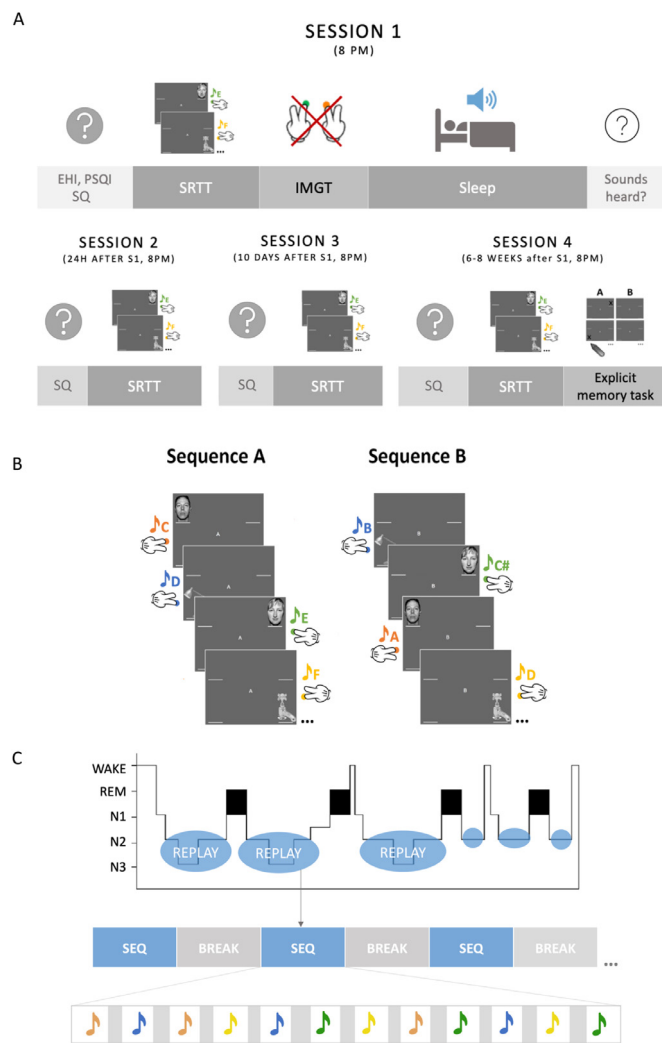 A
SESSION 1
(8 PM)
E
F
...
EHI, PSQI
SQ
SRTT
IMGT
Sleep
Sounds
heard?
?
?
SESSION 2
(24H AFTER S1, 8PM)
SESSION 3
(10 DAYS AFTER S1, 8PM)
SESSION 4
(6-8 WEEKS after S1, 8PM)
?
E
F
...
?
E
F
...
?
E
F
...
A B
X
X
... ...
SQ
SRTT
SQ
SRTT
SQ
SRTT
Explicit
memory task
B
Sequence A
Sequence B
C
A
D
A
E
A
F
A
...
B
B
C#
B
A
B
D
B
...
C
WAKE
REM
N1
N2
N3
REPLAY
REPLAY
REPLAY
SEQ
BREAK
SEQ
BREAK
SEQ
BREAK
...